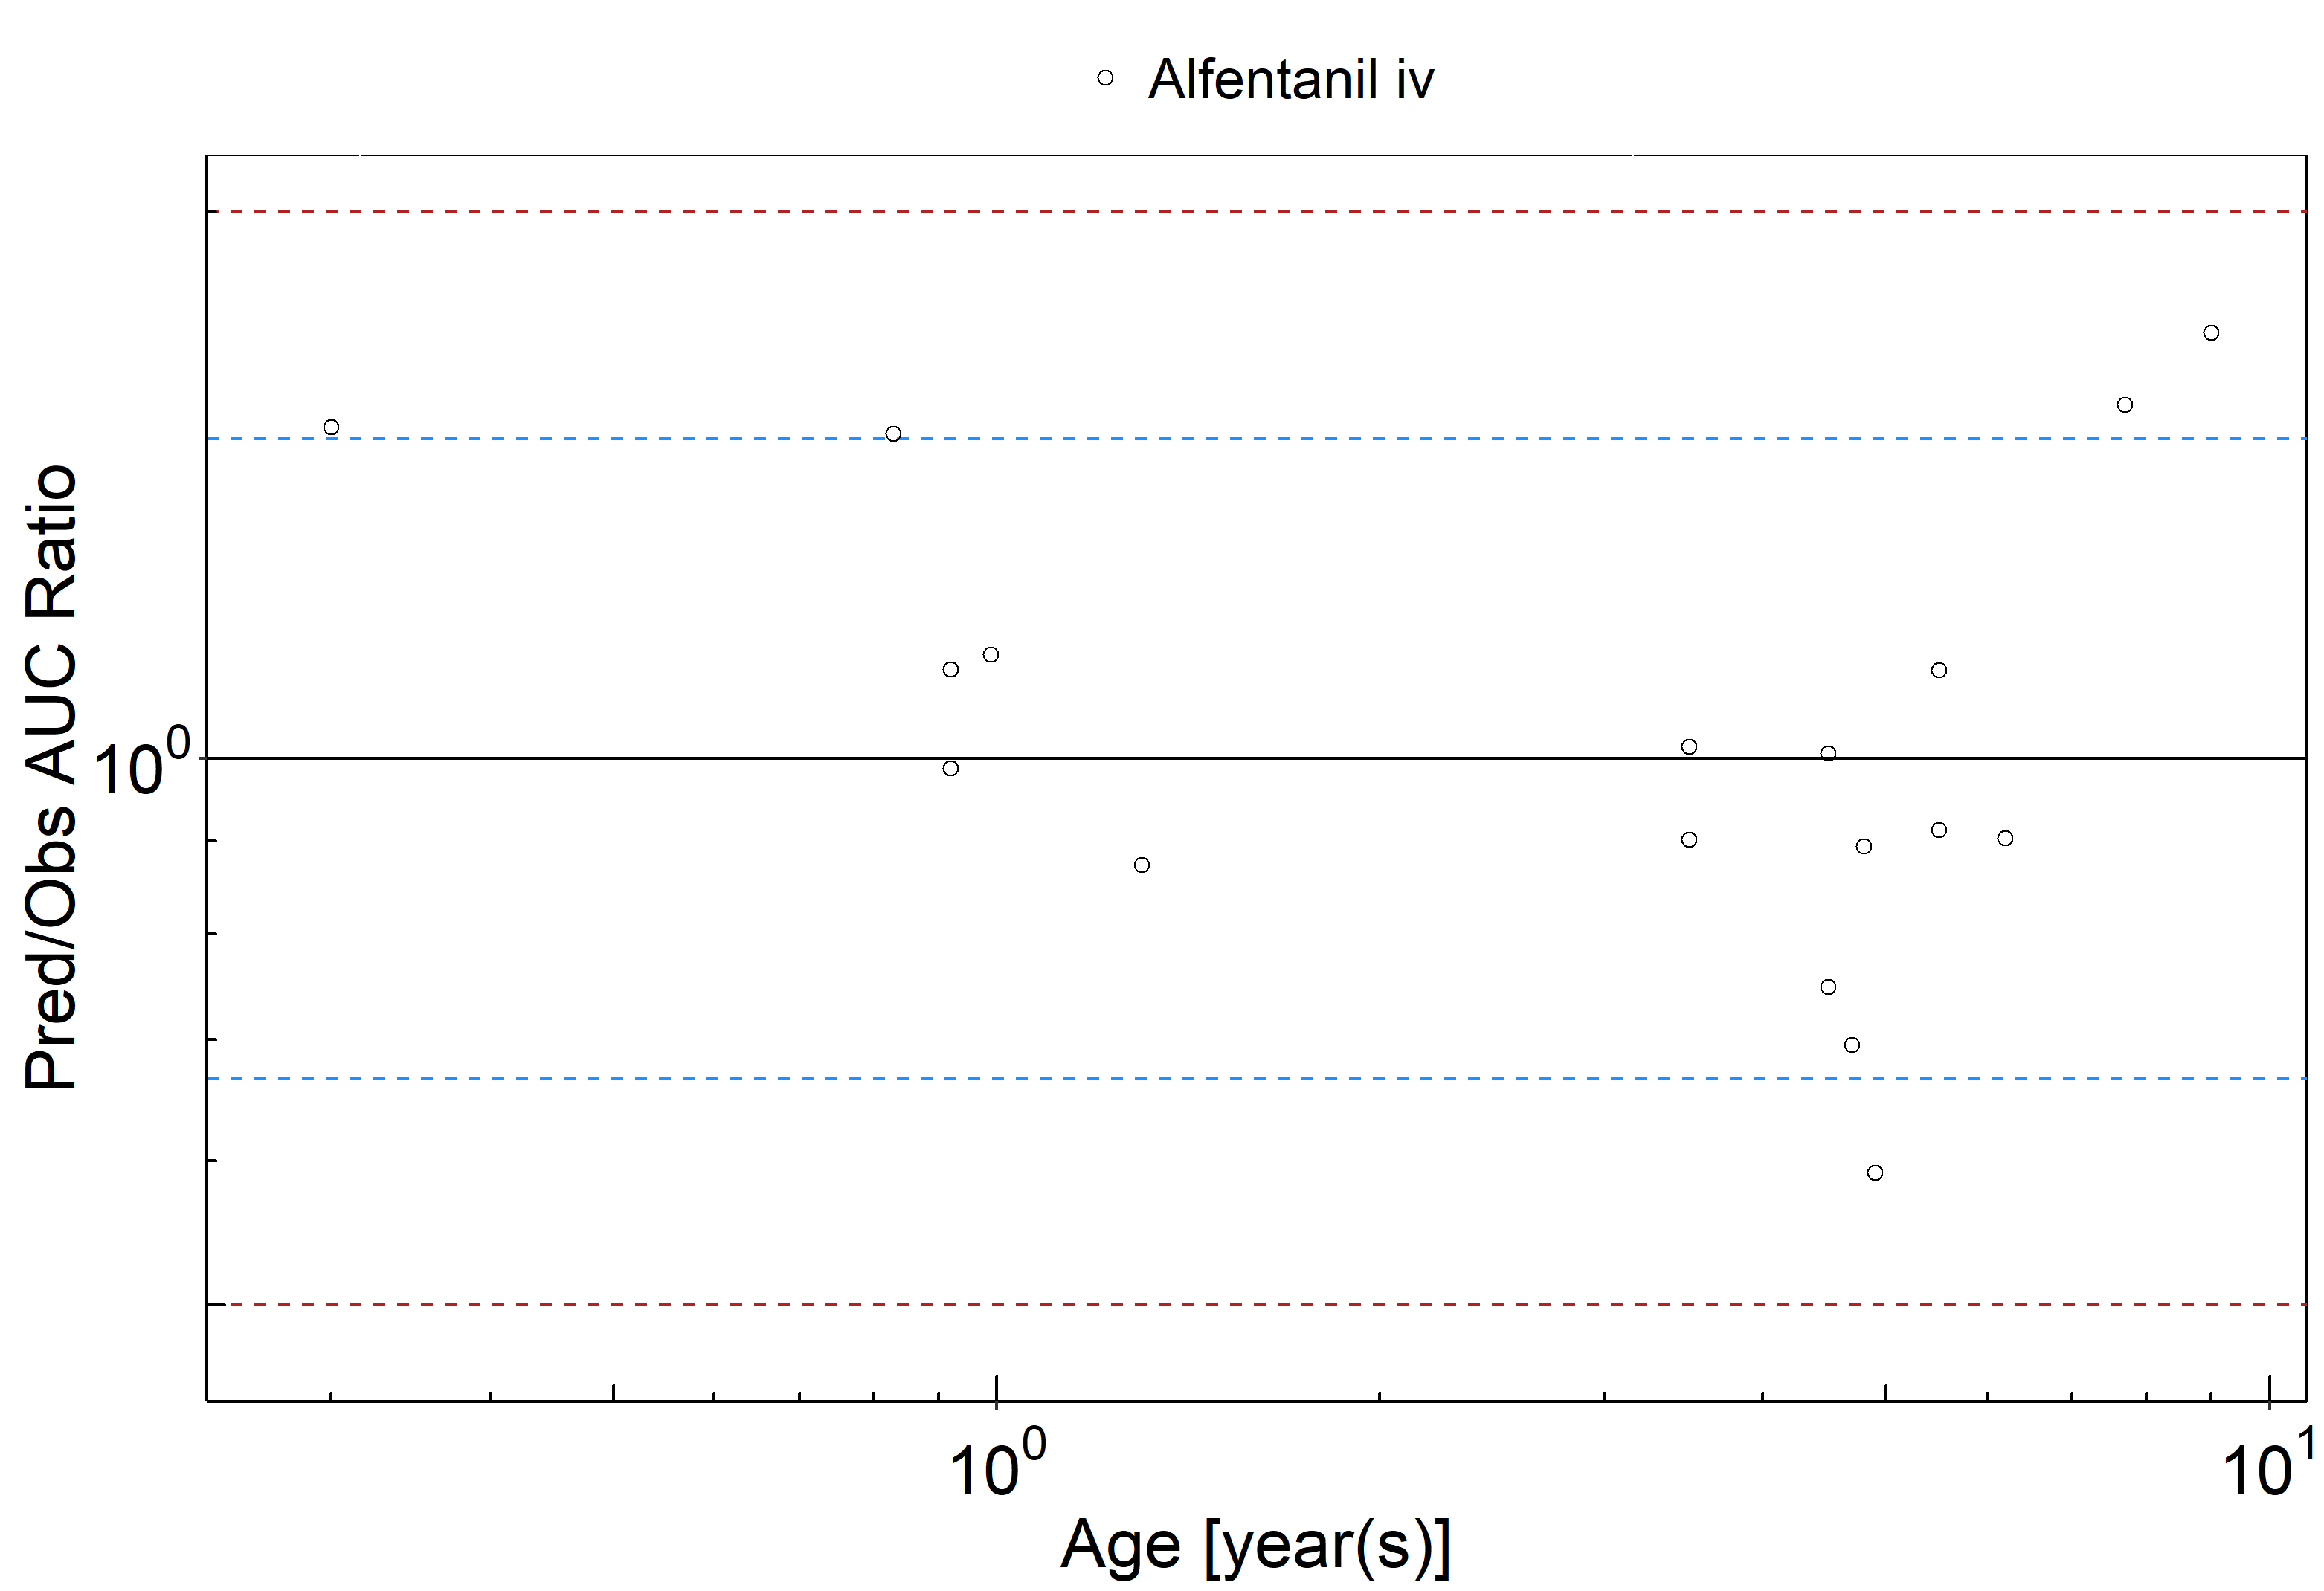 Alfentanil iv
Pred/Obs AUC Ratio
10⁰
10⁰ 10¹
Age [year(s)]